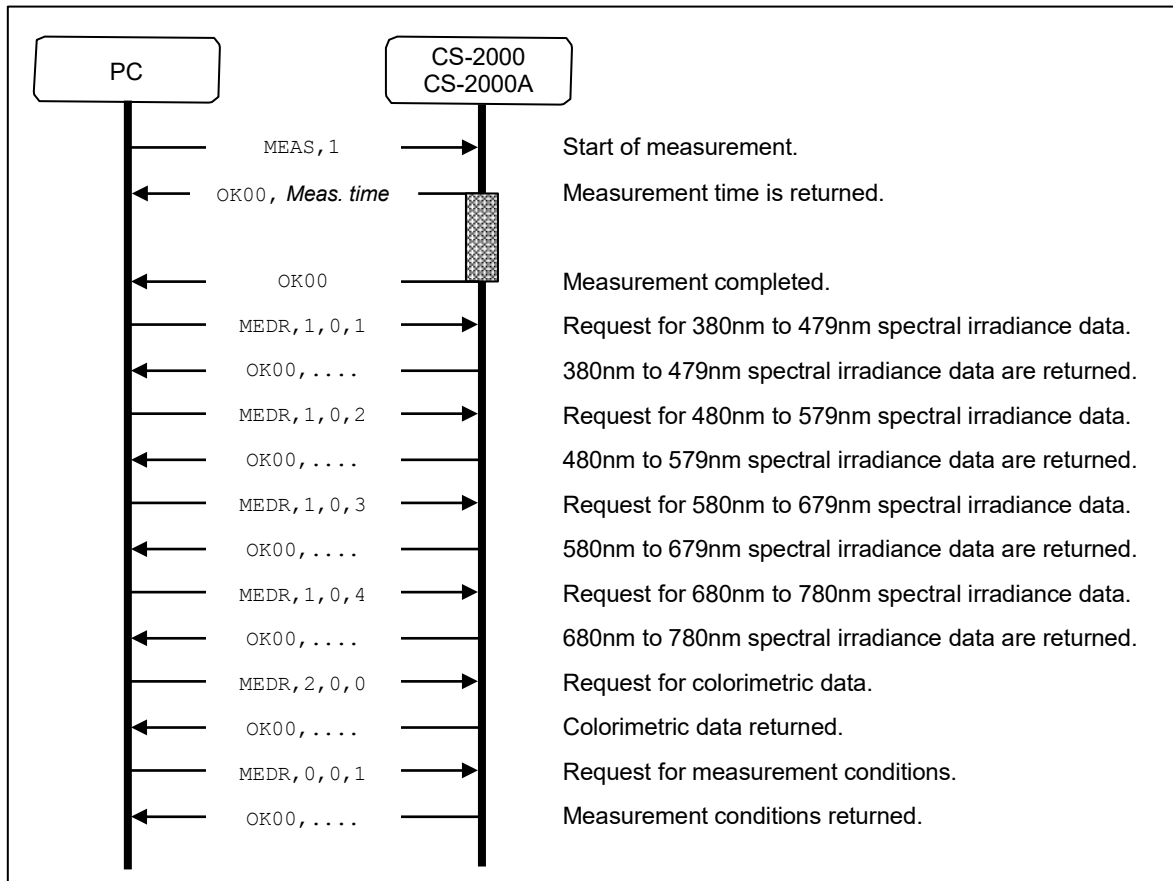 PC
CS-2000
CS-2000A
MEAS,1 Start of measurement.
OK00, Meas. time Measurement time is returned.
OK00 Measurement completed.
MEDR,1,0,1 Request for 380nm to 479nm spectral irradiance data.
OK00,.... 380nm to 479nm spectral irradiance data are returned.
MEDR,1,0,2 Request for 480nm to 579nm spectral irradiance data.
OK00,.... 480nm to 579nm spectral irradiance data are returned.
MEDR,1,0,3 Request for 580nm to 679nm spectral irradiance data.
OK00,.... 580nm to 679nm spectral irradiance data are returned.
MEDR,1,0,4 Request for 680nm to 780nm spectral irradiance data.
OK00,.... 680nm to 780nm spectral irradiance data are returned.
MEDR,2,0,0 Request for colorimetric data.
OK00,.... Colorimetric data returned.
MEDR,0,0,1 Request for measurement conditions.
OK00,.... Measurement conditions returned.